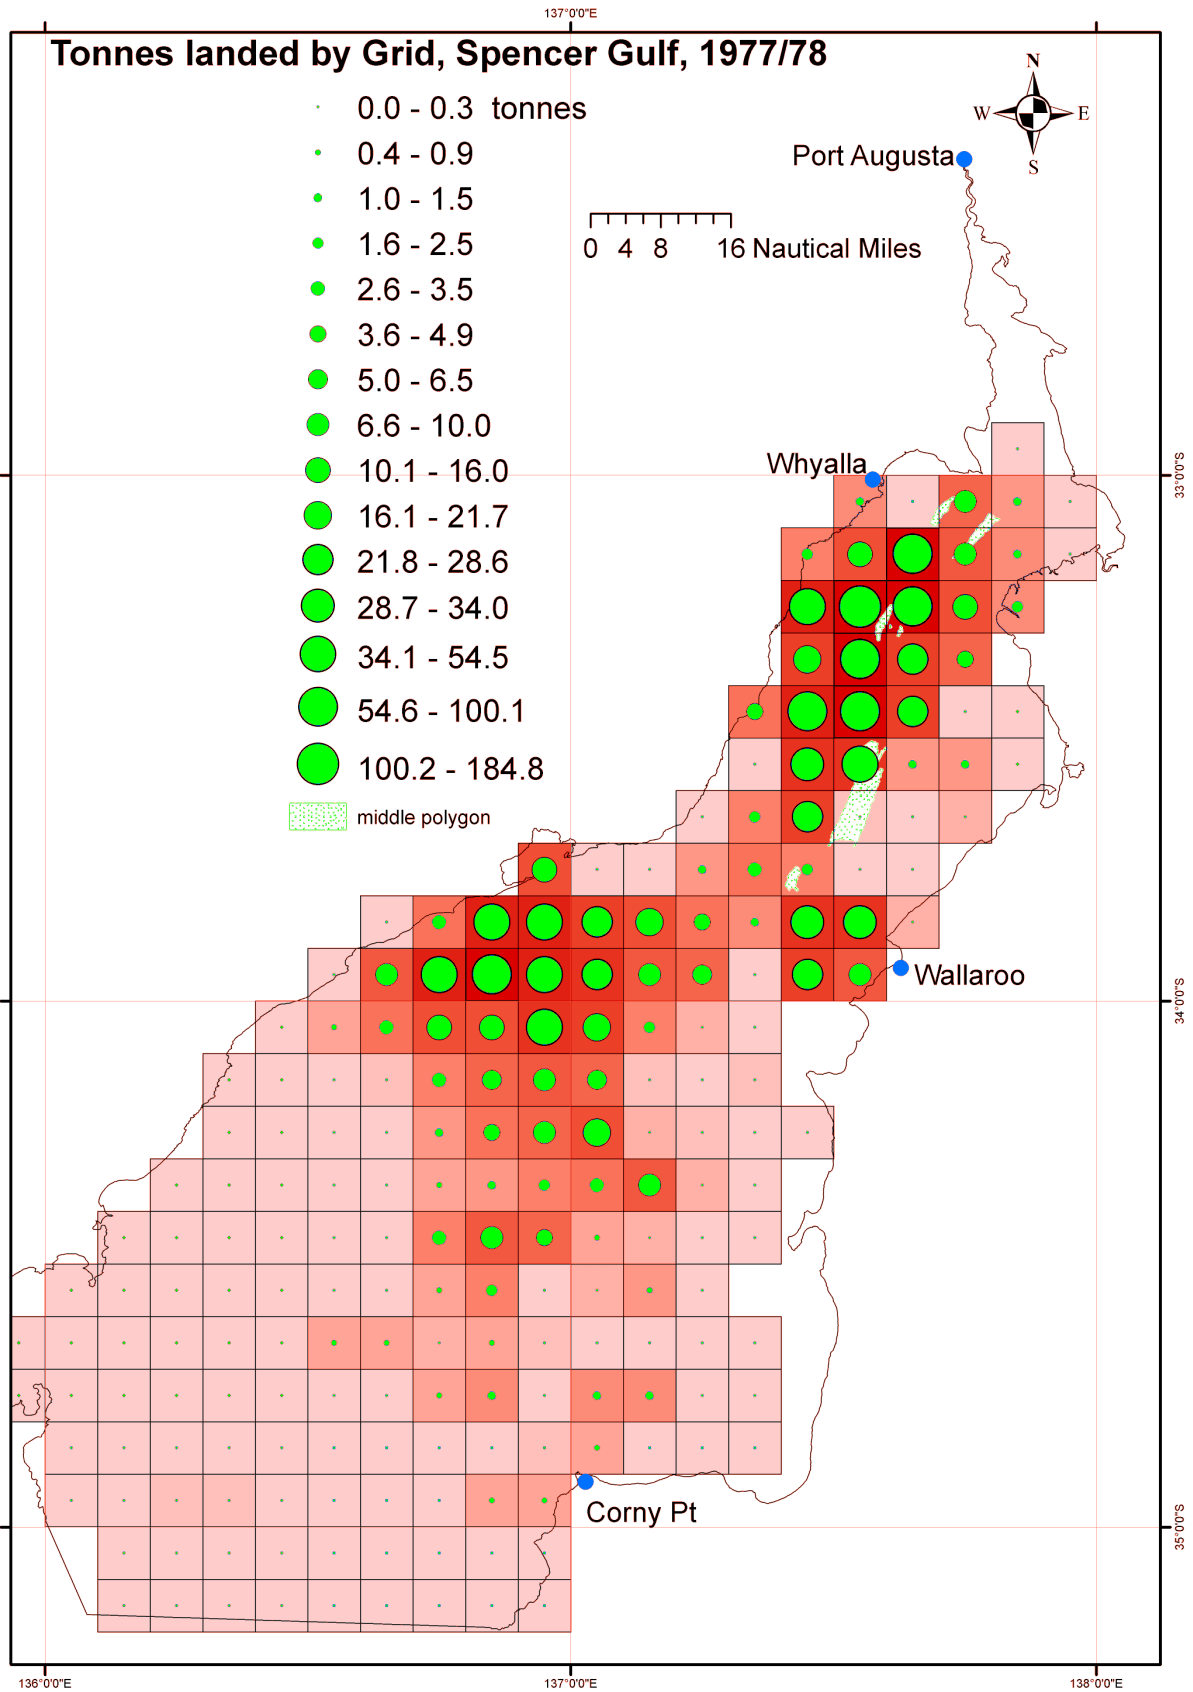 137°0'0"E
Tonnes landed by Grid, Spencer Gulf, 1977/78
N
W E
S
0.0 - 0.3 tonnes
0.4 - 0.9
1.0 - 1.5
1.6 - 2.5
2.6 - 3.5
3.6 - 4.9
5.0 - 6.5
6.6 - 10.0
10.1 - 16.0
16.1 - 21.7
21.8 - 28.6
28.7 - 34.0
34.1 - 54.5
54.6 - 100.1
100.2 - 184.8
middle polygon
Port Augusta
0 4 8 16 Nautical Miles
Whyalla
33°0'0"S
Wallaroo
34°0'0"S
Corny Pt
35°0'0"S
136°0'0"E 137°0'0"E 138°0'0"E